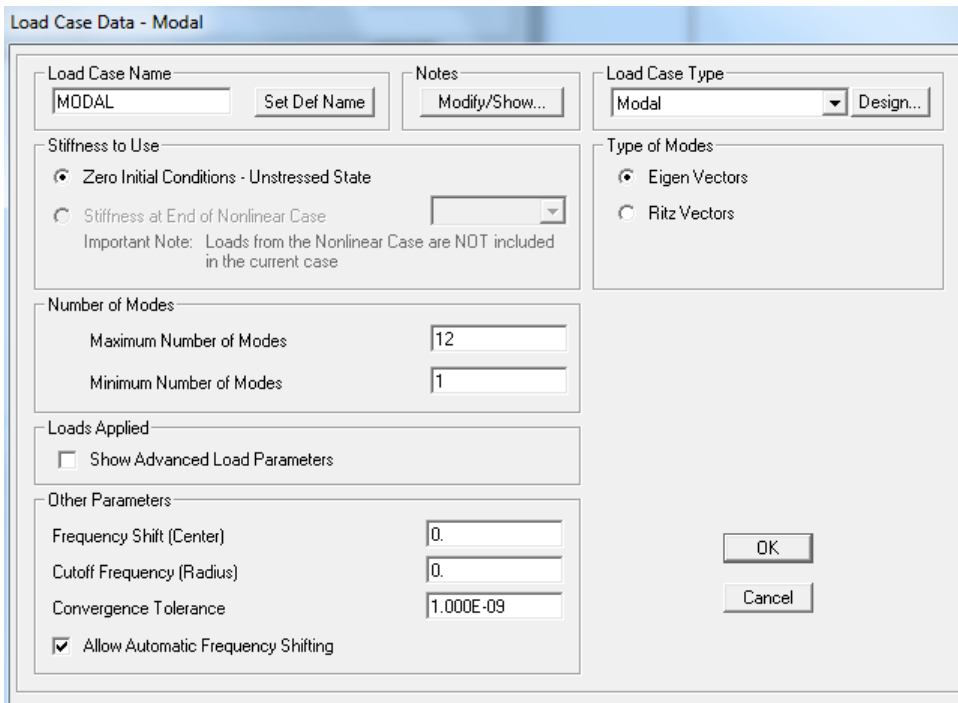 Load Case Data - Modal
Load Case Name
MODAL
Set Def Name
Notes
Modify/Show...
Load Case Type
Modal
Design...
Stiffness to Use
Zero Initial Conditions - Unstressed State
Stiffness at End of Nonlinear Case
Important Note: Loads from the Nonlinear Case are NOT included
in the current case
Type of Modes
Eigen Vectors
Ritz Vectors
Number of Modes
Maximum Number of Modes 12
Minimum Number of Modes 1
Loads Applied
Show Advanced Load Parameters
Other Parameters
Frequency Shift (Center) 0.
Cutoff Frequency (Radius) 0.
Convergence Tolerance 1.000E-09
Allow Automatic Frequency Shifting
OK
Cancel